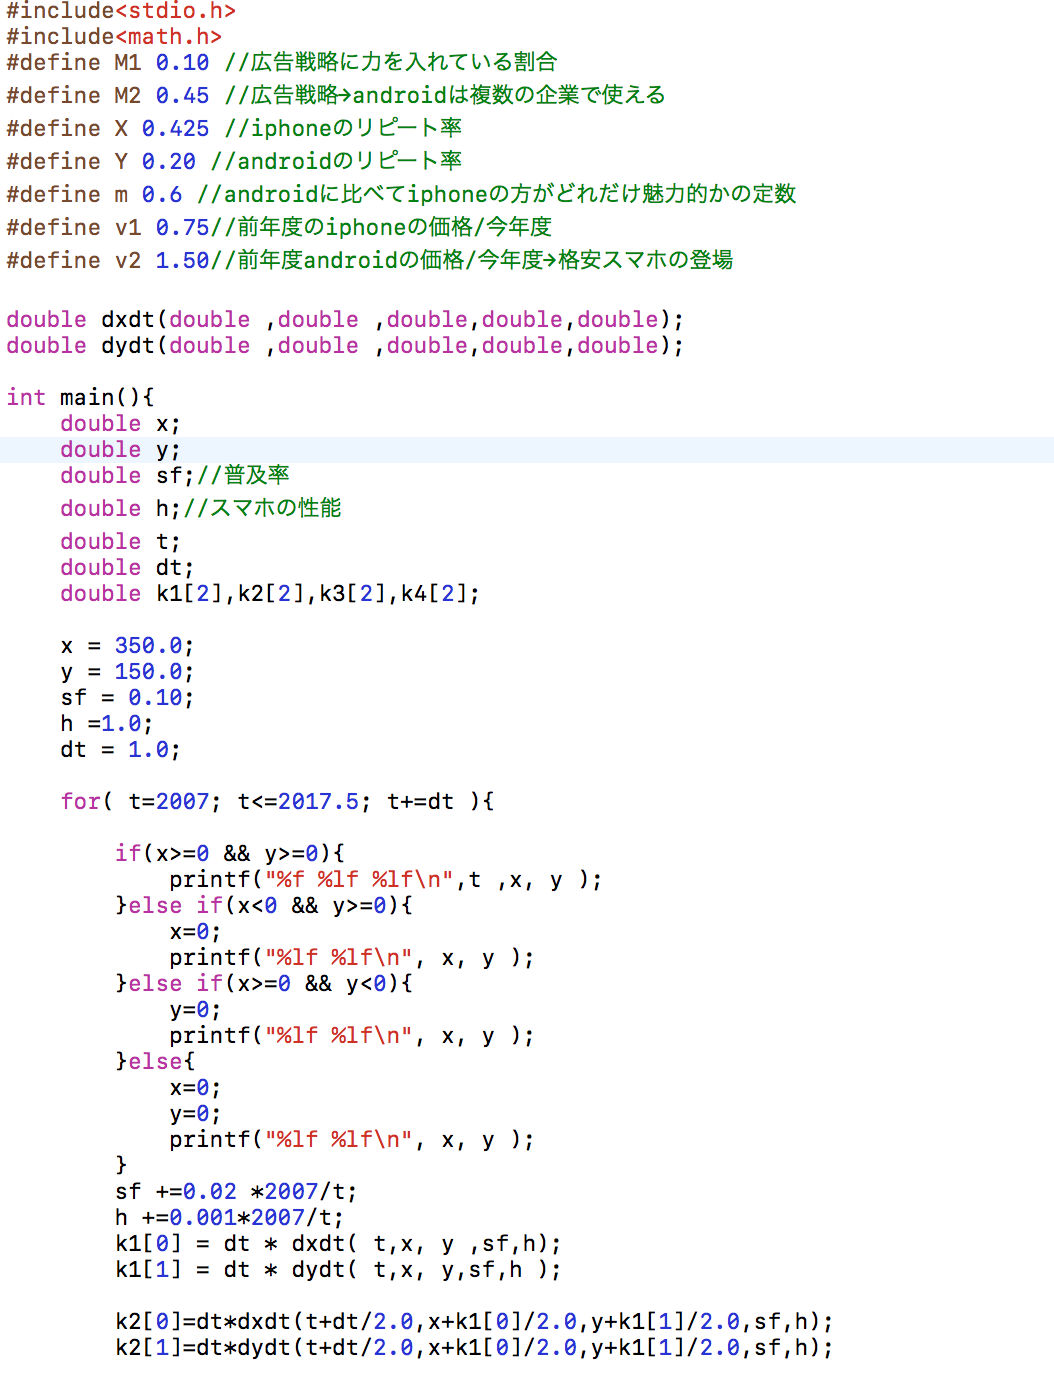 #include<stdio.h>
#include<math.h>
#define M1 0.10 //広告戦略に力を入れている割合
#define M2 0.45 //広告戦略→androidは複数の企業で使える
#define X 0.425 //iphoneのリピート率
#define Y 0.20 //androidのリピート率
#define m 0.6 //androidに比べてiphoneの方がどれだけ魅力的かの定数
#define v1 0.75//前年度のiphoneの価格/今年度
#define v2 1.50//前年度androidの価格/今年度→格安スマホの登場
double dxdt(double ,double ,double,double,double);
double dydt(double ,double ,double,double,double);
int main(){
double x;
double y;
double sf;//普及率
double h;//スマホの性能
double t;
double dt;
double k1[2],k2[2],k3[2],k4[2];
x = 350.0;
y = 150.0;
sf = 0.10;
h =1.0;
dt = 1.0;
for( t=2007; t<=2017.5; t+=dt ){
if(x>=0 && y>=0){
printf("%f %lf %lf\n",t ,x, y );
}else if(x<0 && y>=0){
x=0;
printf("%lf %lf\n", x, y );
}else if(x>=0 && y<0){
y=0;
printf("%lf %lf\n", x, y );
}else{
x=0;
y=0;
printf("%lf %lf\n", x, y );
}
sf +=0.02 *2007/t;
h +=0.001*2007/t;
k1[0] = dt * dxdt( t,x, y ,sf,h);
k1[1] = dt * dydt( t,x, y,sf,h );
k2[0]=dt*dxdt(t+dt/2.0,x+k1[0]/2.0,y+k1[1]/2.0,sf,h);
k2[1]=dt*dydt(t+dt/2.0,x+k1[0]/2.0,y+k1[1]/2.0,sf,h);